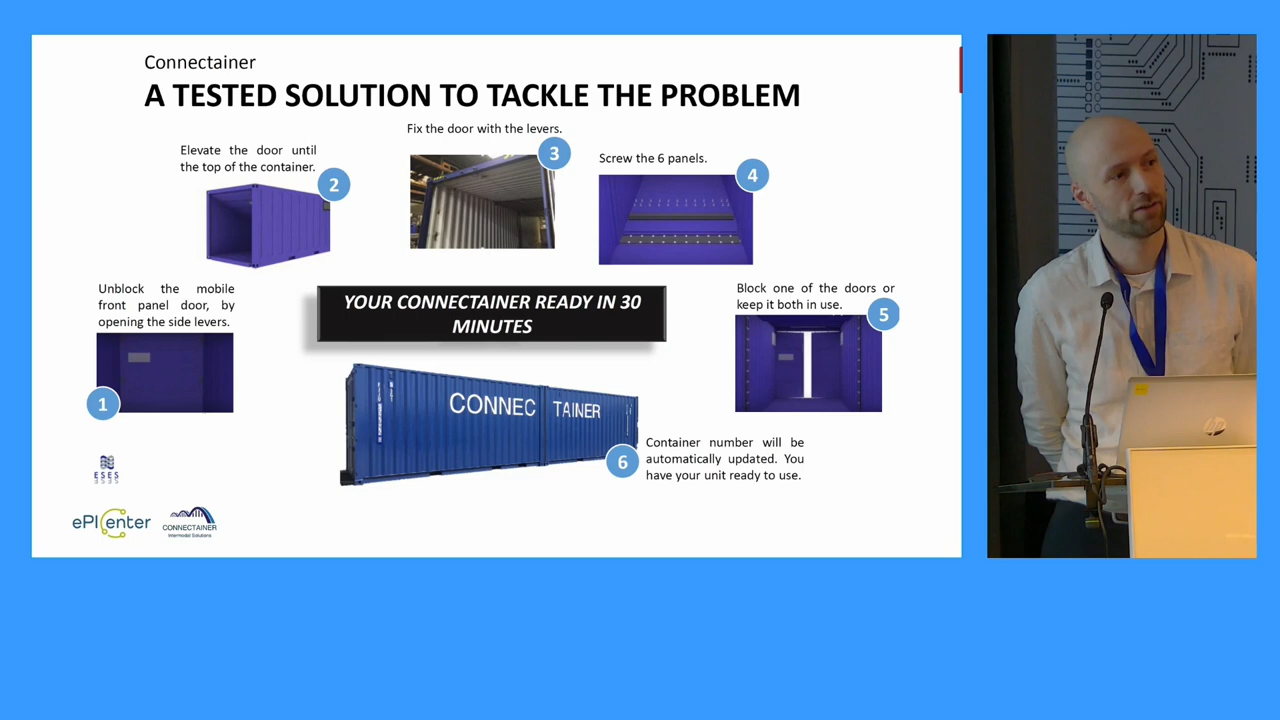 Connectainer
A TESTED SOLUTION TO TACKLE THE PROBLEM
Unblock the mobile
front panel door, by
opening the side levers.
1
Elevate the door until
the top of the container.
2
Fix the door with the levers.
3
Screw the 6 panels.
4
Block one of the doors or
keep it both in use.
5
YOUR CONNECTAINER READY IN 30
MINUTES
CONNEC TAINER
6
Container number will be
automatically updated. You
have your unit ready to use.
ESES
ePIcenter
CONNECTAINER
Intermodal Solutions
hp